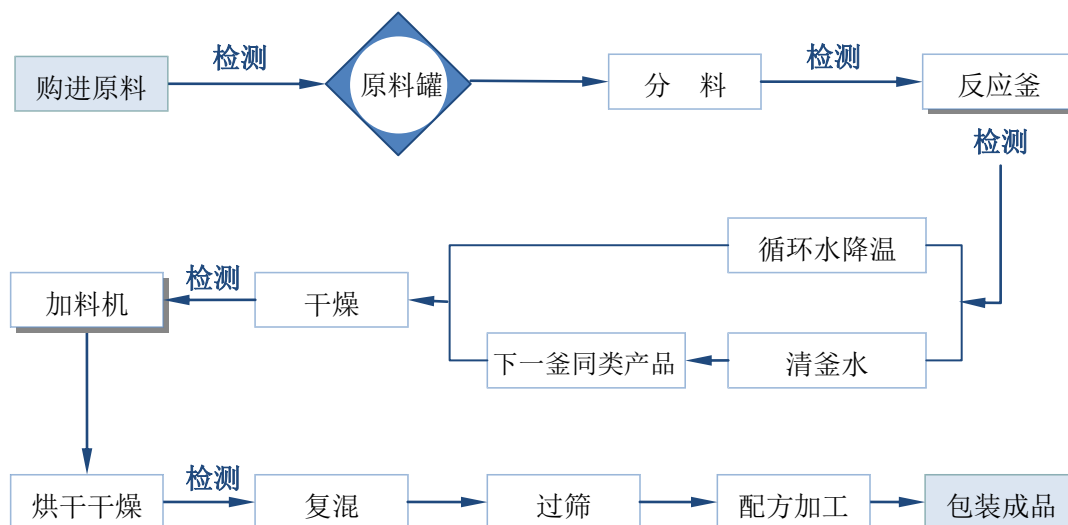 检测
检测
购进原料
原料罐
分 料
反应釜
检测
循环水降温
检测
加料机
干燥
下一釜同类产品
清釜水
检测
烘干干燥
复混
过筛
配方加工
包装成品